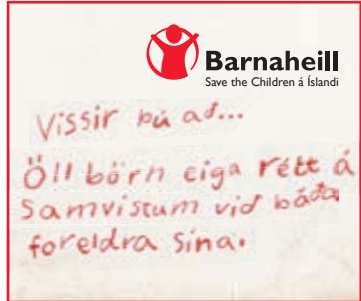 Barnaheill
Save the Children á Íslandi
Vissir þú að...
Öll börn eiga rétt á
Samvistum við báða
foreldra sína.